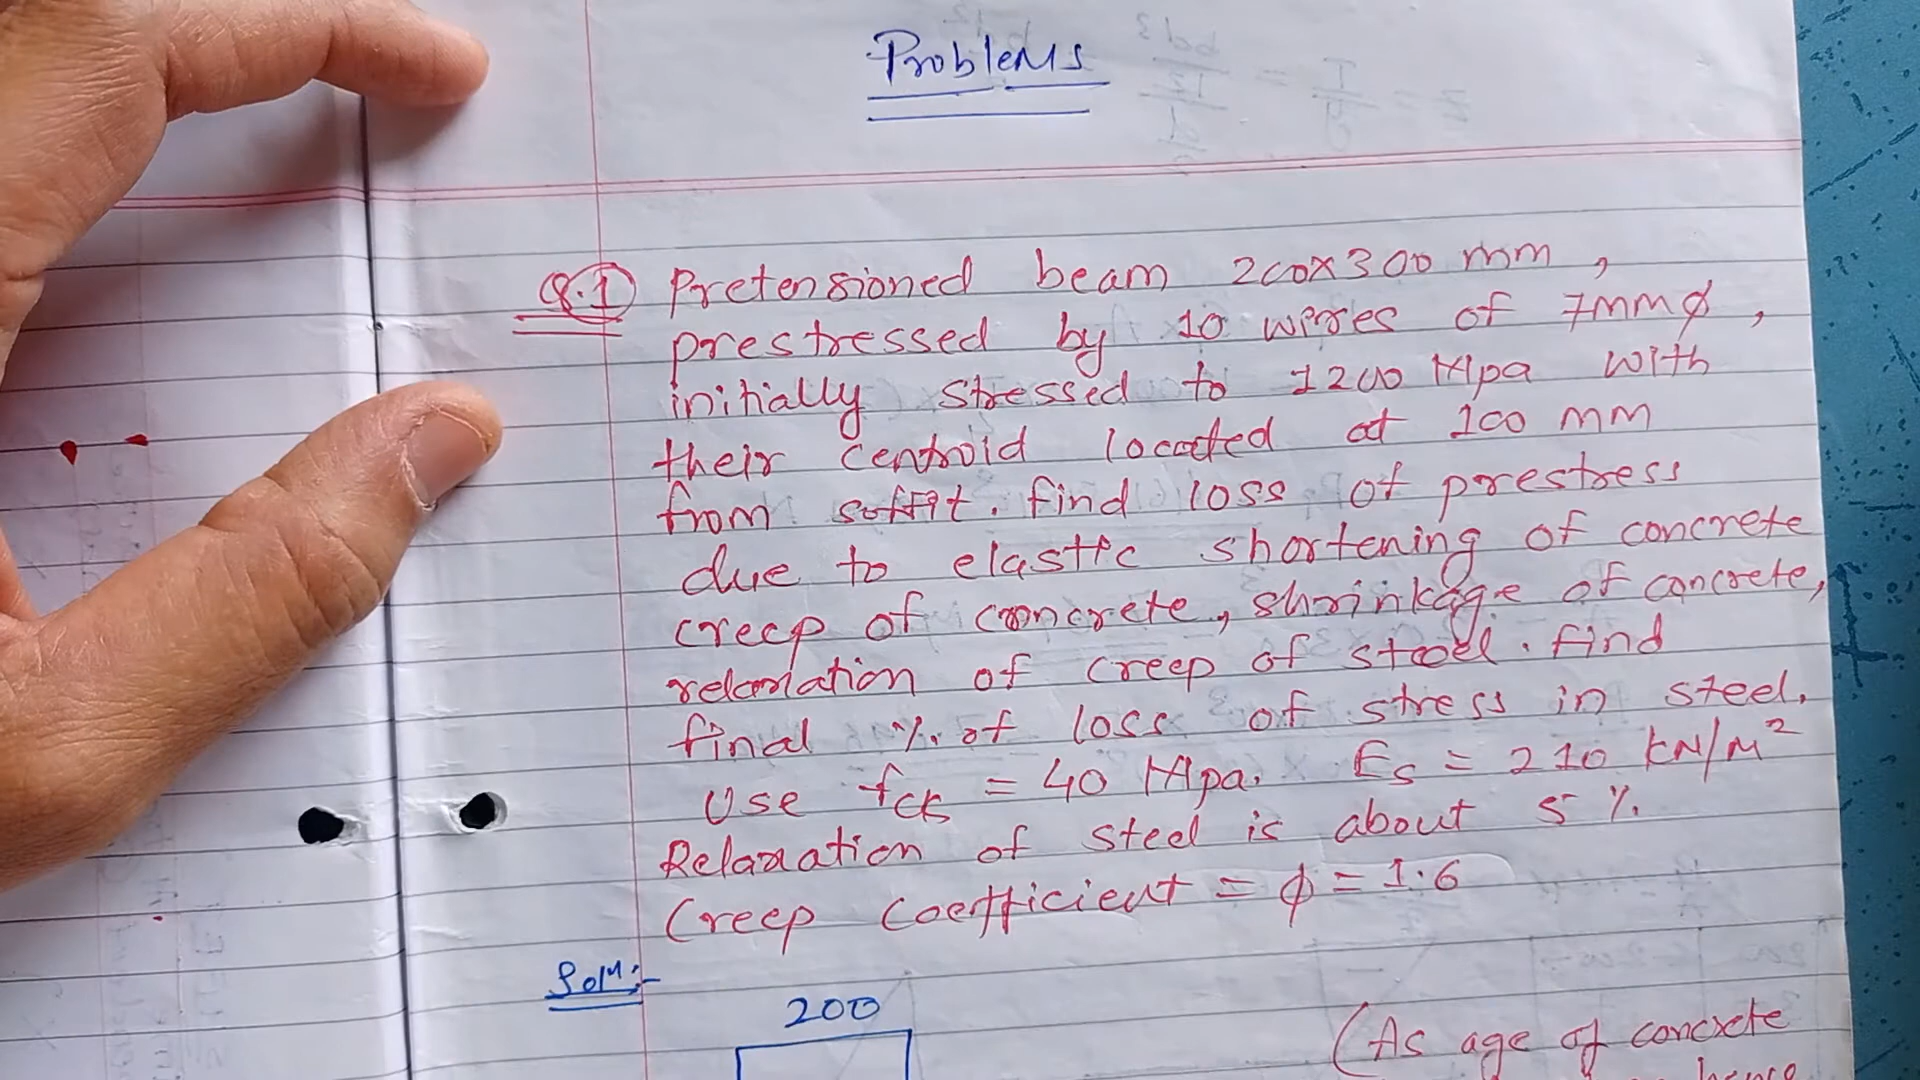 Problems
Q.1 Pretensioned beam 200x300 mm,
prestressed by 10 wires of 7mm ϕ,
initially stressed to 1200 Mpa with
their centroid located at 100 mm
from soffit. find loss of prestress
due to elastic shortening of concrete
creep of concrete, shrinkage of concrete,
relaxation of creep of steel. find
final % of loss of stress in steel.
Use fck = 40 Mpa. Es = 210 kN/m²
Relaxation of steel is about 5 %.
Creep Coefficient = ϕ = 1.6
Solⁿ:-
200
(As age of concrete
hence